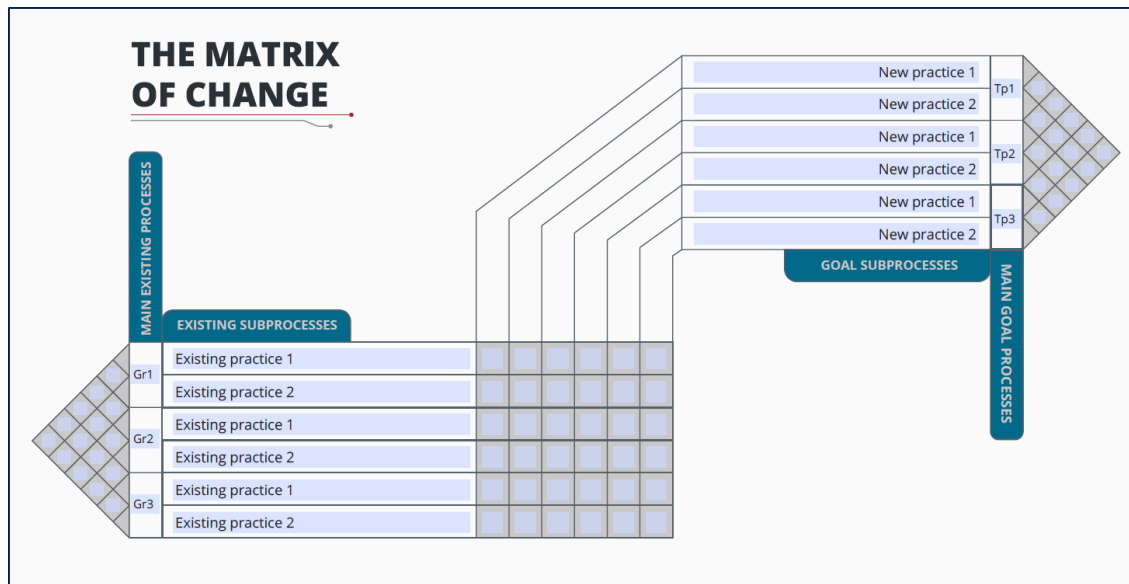 THE MATRIX
OF CHANGE
New practice 1
Tp1
New practice 2
New practice 1
Tp2
New practice 2
New practice 1
Tp3
New practice 2
GOAL SUBPROCESSES
MAIN GOAL PROCESSES
MAIN EXISTING PROCESSES
EXISTING SUBPROCESSES
Gr1
Existing practice 1
Existing practice 2
Gr2
Existing practice 1
Existing practice 2
Gr3
Existing practice 1
Existing practice 2